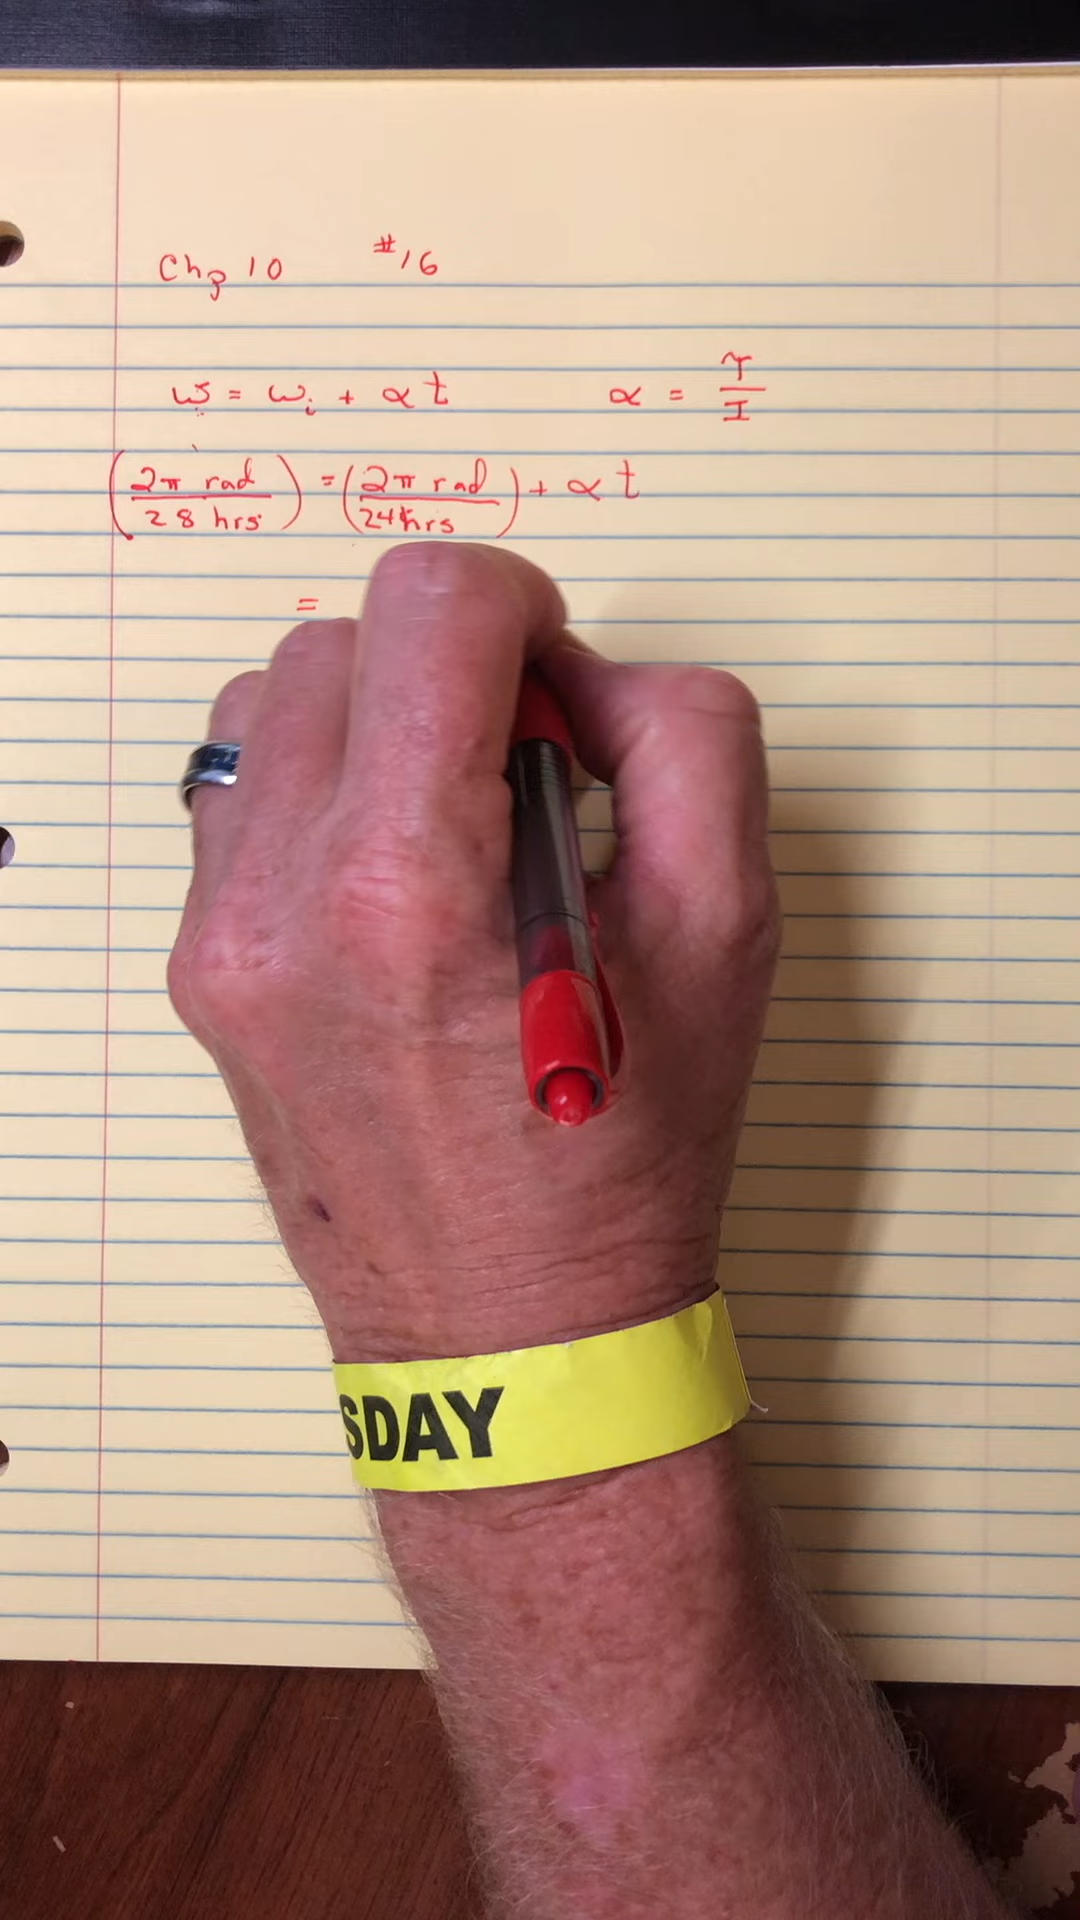 Chp 10 #16
ω = ωi + αt α = τ/I
(2π rad / 28 hrs) = (2π rad / 24 hrs) + αt
=
SDAY